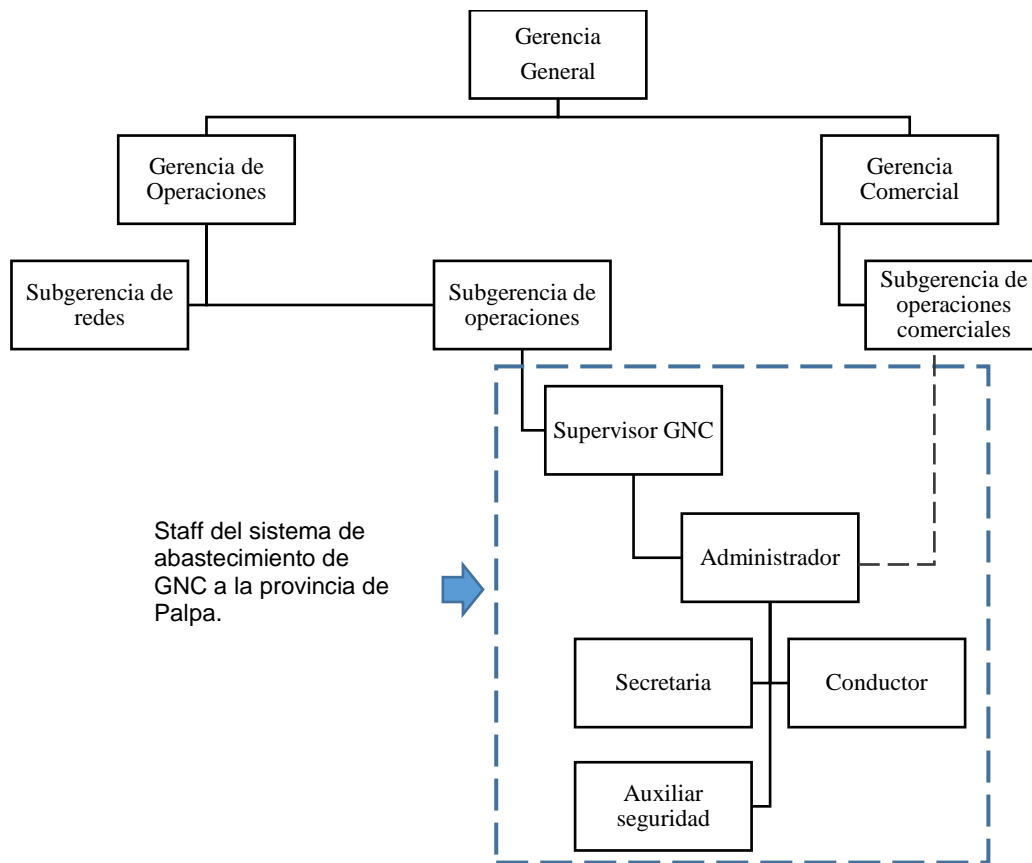 Gerencia
General
Gerencia de
Operaciones
Gerencia
Comercial
Subgerencia de
redes
Subgerencia de
operaciones
Subgerencia de
operaciones
comerciales
Supervisor GNC
Staff del sistema de
abastecimiento de
GNC a la provincia de
Palpa.
Administrador
Secretaria
Conductor
Auxiliar
seguridad